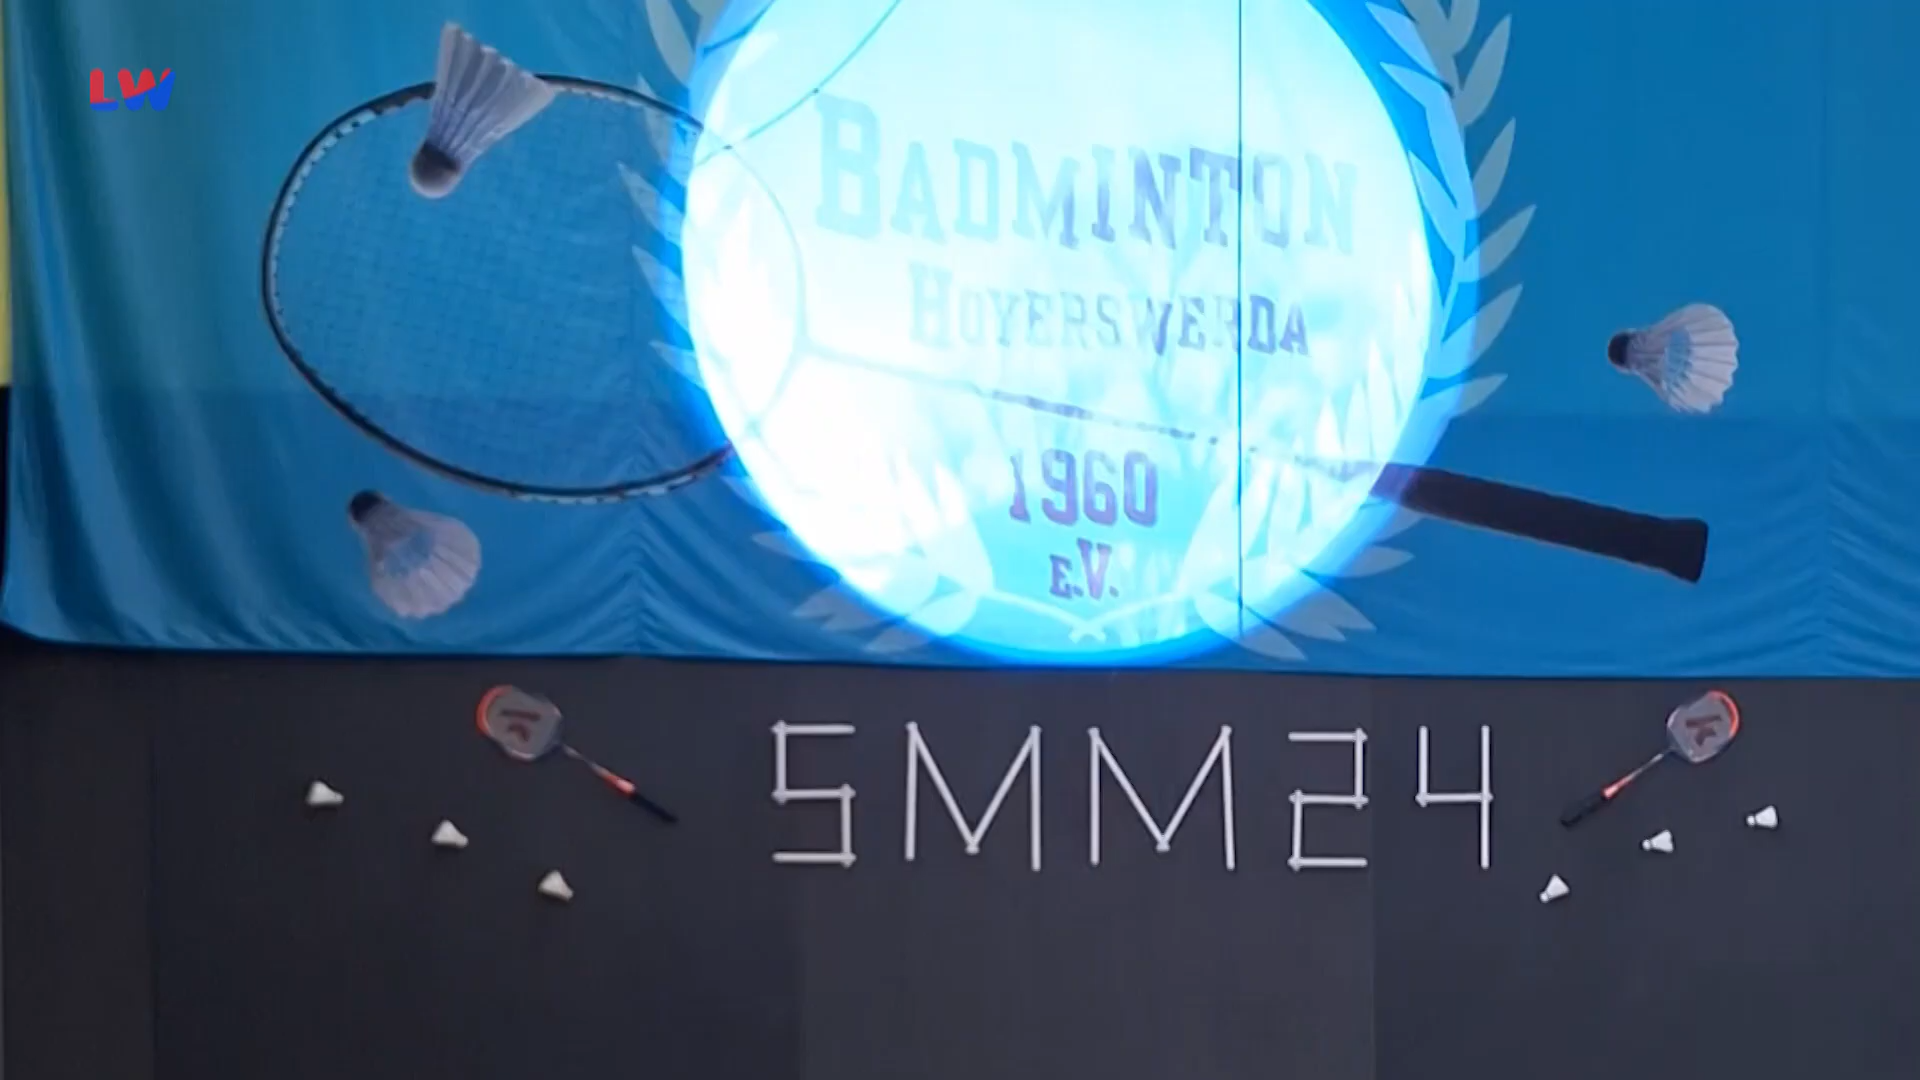 LW
BADMINTON
HOYERSWERDA
1960
E.V.
K
K
SMM24